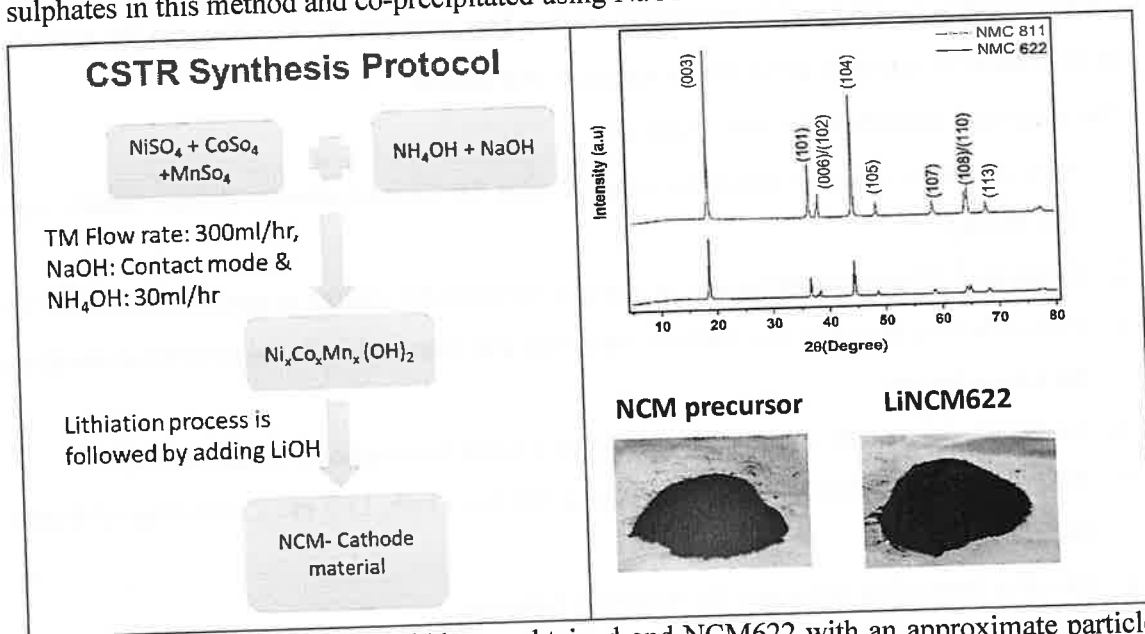 sulphates in this method and co-precipitated using
CSTR Synthesis Protocol
NiSO₄ + CoSo₄
+MnSo₄
NH₄OH + NaOH
TM Flow rate: 300ml/hr,
NaOH: Contact mode &
NH₄OH: 30ml/hr
NiₓCoₓMnₓ(OH)₂
Lithiation process is
followed by adding LiOH
NCM- Cathode
material
NMC 811
NMC 622
Intensity (a.u)
(003)
(101)
(006)/(102)
(104)
(105)
(107)
(108)/(110)
(113)
10 20 30 40 50 60 70 80
2θ(Degree)
NCM precursor
LiNCM622
and NCM622 with an approximate